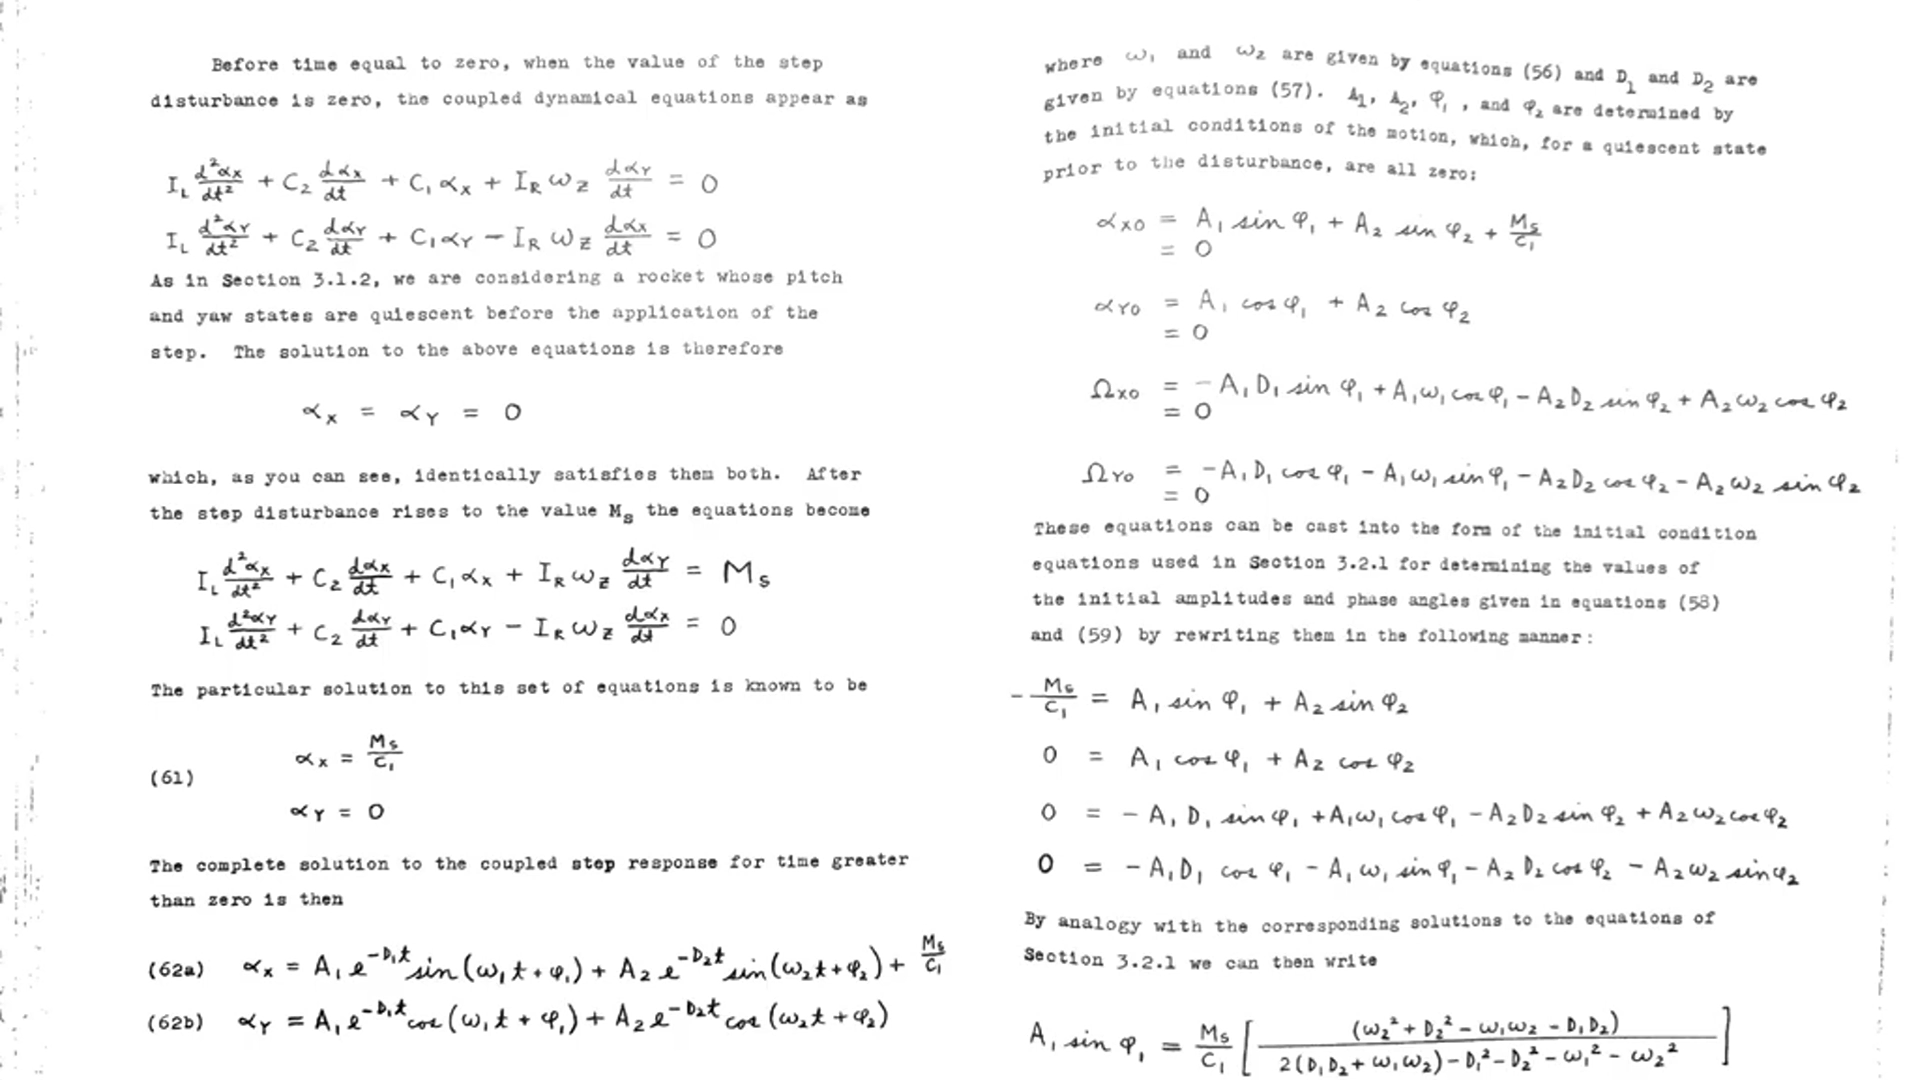 Before time equal to zero, when the value of the step
disturbance is zero, the coupled dynamical equations appear as
I_L d²α_x/dt² + C₂ dα_x/dt + C₁ α_x + I_R ω_z dα_Y/dt = 0
I_L d²α_Y/dt² + C₂ dα_Y/dt + C₁ α_Y − I_R ω_z dα_x/dt = 0
As in Section 3.1.2, we are considering a rocket whose pitch
and yaw states are quiescent before the application of the
step. The solution to the above equations is therefore
α_x = α_Y = 0
which, as you can see, identically satisfies them both. After
the step disturbance rises to the value M_s the equations become
I_L d²α_x/dt² + C₂ dα_x/dt + C₁ α_x + I_R ω_z dα_Y/dt = M_s
I_L d²α_Y/dt² + C₂ dα_Y/dt + C₁ α_Y − I_R ω_z dα_x/dt = 0
The particular solution to this set of equations is known to be
α_x = M_s/C₁
(61)
α_Y = 0
The complete solution to the coupled step response for time greater
than zero is then
(62a) α_x = A₁ e^(−D₁t) sin(ω₁t + φ₁) + A₂ e^(−D₂t) sin(ω₂t + φ₂) + M_s/C₁
(62b) α_Y = A₁ e^(−D₁t) cos(ω₁t + φ₁) + A₂ e^(−D₂t) cos(ω₂t + φ₂)
where ω₁ and ω₂ are given by equations (56) and D₁ and D₂ are
given by equations (57). A₁, A₂, φ₁, and φ₂ are determined by
the initial conditions of the motion, which, for a quiescent state
prior to the disturbance, are all zero:
α_xo = A₁ sin φ₁ + A₂ sin φ₂ + M_s/C₁
= 0
α_Yo = A₁ cos φ₁ + A₂ cos φ₂
= 0
Ω_xo = −A₁D₁ sin φ₁ + A₁ω₁ cos φ₁ − A₂D₂ sin φ₂ + A₂ω₂ cos φ₂
= 0
Ω_Yo = −A₁D₁ cos φ₁ − A₁ω₁ sin φ₁ − A₂D₂ cos φ₂ − A₂ω₂ sin φ₂
= 0
These equations can be cast into the form of the initial condition
equations used in Section 3.2.1 for determining the values of
the initial amplitudes and phase angles given in equations (58)
and (59) by rewriting them in the following manner:
−M_s/C₁ = A₁ sin φ₁ + A₂ sin φ₂
0 = A₁ cos φ₁ + A₂ cos φ₂
0 = −A₁D₁ sin φ₁ + A₁ω₁ cos φ₁ − A₂D₂ sin φ₂ + A₂ω₂ cos φ₂
0 = −A₁D₁ cos φ₁ − A₁ω₁ sin φ₁ − A₂D₂ cos φ₂ − A₂ω₂ sin φ₂
By analogy with the corresponding solutions to the equations of
Section 3.2.1 we can then write
A₁ sin φ₁ = M_s/C₁ [(ω₂² + D₂² − ω₁ω₂ − D₁D₂) / 2(D₁D₂ + ω₁ω₂) − D₁² − D₂² − ω₁² − ω₂²]